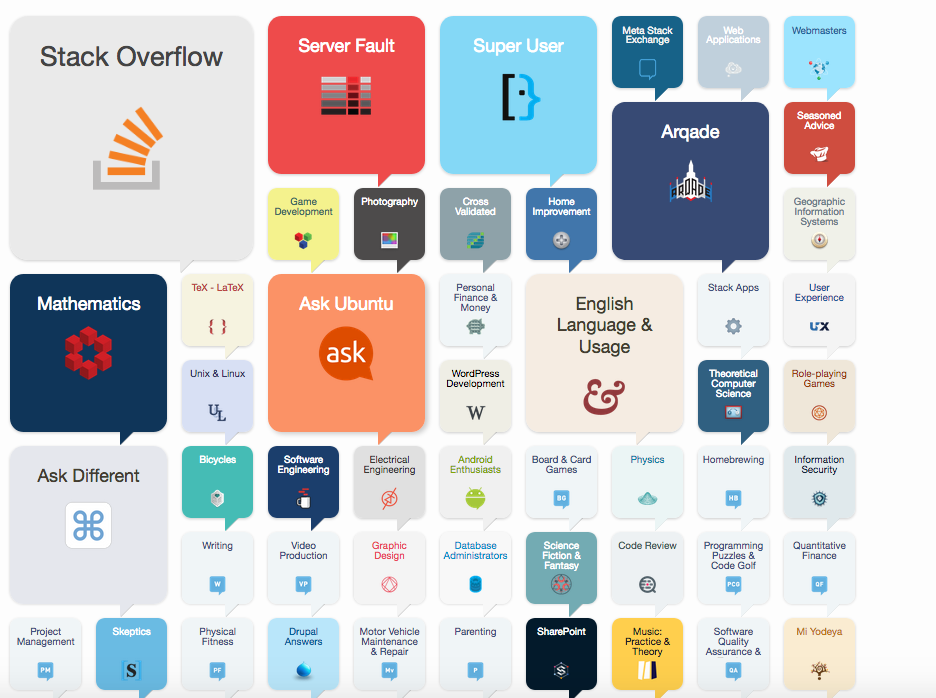 Stack Overflow
Server Fault
Super User
Meta Stack
Exchange
Web
Applications
Webmasters
Arqade
ARQADE
Seasoned
Advice
Game
Development
Photography
Cross
Validated
Home
Improvement
Geographic
Information
Systems
Mathematics
TeX - LaTeX
{ }
Ask Ubuntu
ask
Personal
Finance &
Money
English
Language &
Usage
&
Stack Apps
User
Experience
UX
Unix & Linux
UL
WordPress
Development
W
Theoretical
Computer
Science
Role-playing
Games
Ask Different
⌘
Bicycles
Software
Engineering
Electrical
Engineering
Android
Enthusiasts
Board & Card
Games
BG
Physics
Homebrewing
HB
Information
Security
Writing
W
Video
Production
VP
Graphic
Design
Database
Administrators
Science
Fiction &
Fantasy
Code Review
Programming
Puzzles &
Code Golf
PCG
Quantitative
Finance
QF
Project
Management
PM
Skeptics
S
Physical
Fitness
PF
Drupal
Answers
Motor Vehicle
Maintenance
& Repair
Mv
Parenting
P
SharePoint
S
Music:
Practice &
Theory
Software
Quality
Assurance &
QA
Mi Yodeya